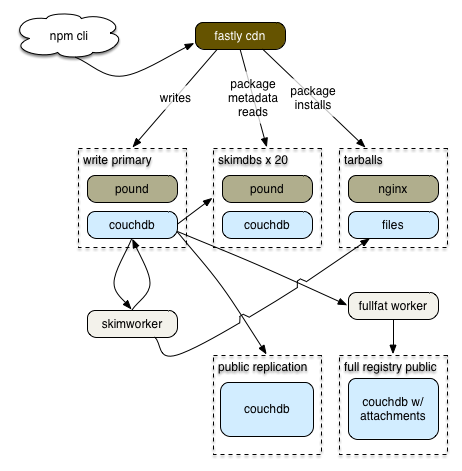 npm cli
fastly cdn
writes
package
metadata
reads
package
installs
write primary
skimdbs x 20
tarballs
pound
pound
nginx
couchdb
couchdb
files
skimworker
fullfat worker
public replication
full registry public
couchdb
couchdb w/
attachments